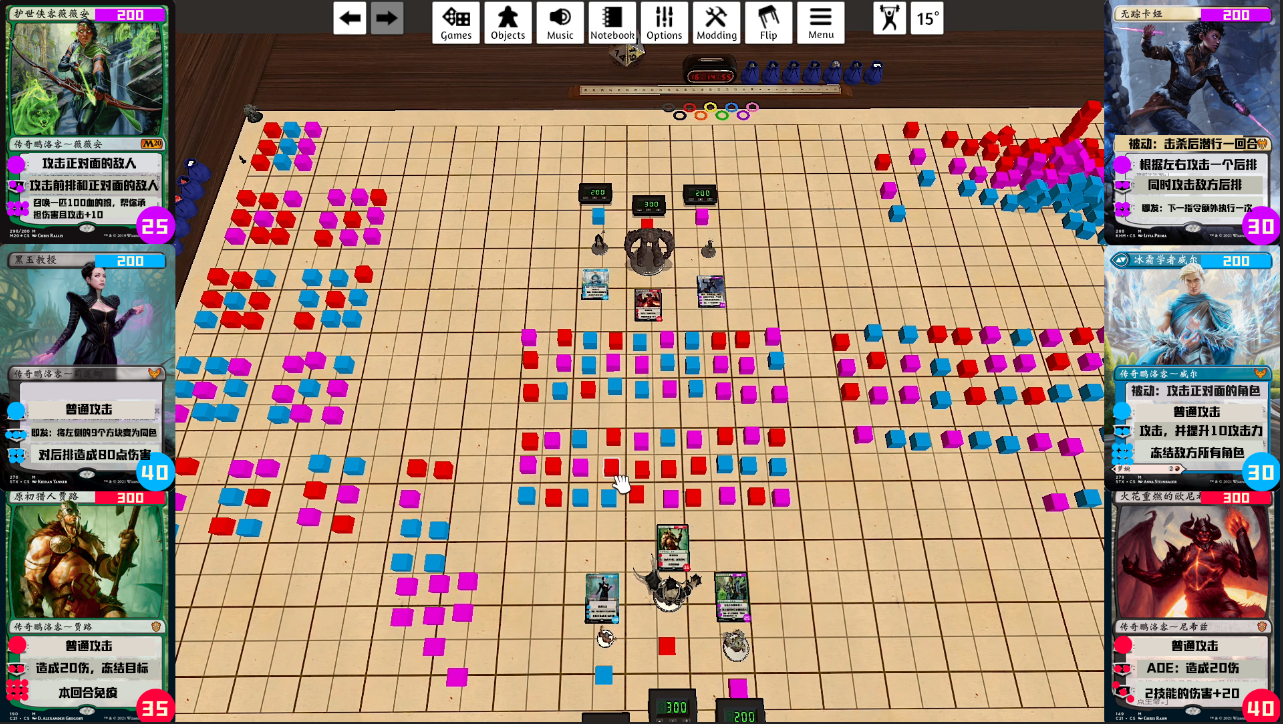 护世侠客薇薇安 200
传奇鹏洛客～薇薇安 M20
攻击正对面的敌人
攻击前排和正对面的敌人
召唤一匹100血的狼，帮你承
担伤害且攻击+10
25
黑玉教授 200
传奇鹏洛客～
普通攻击
即发：将左侧的9个方块变为同色
对后排造成80点伤害
40
原初猎人贾路 300
传奇鹏洛客～贾路
普通攻击
造成20伤，冻结目标
本回合免疫
35
Games
Objects
Music
Notebook
Options
Modding
Flip
Menu
15°
200
300
200
300
200
无踪卡娅 200
被动：击杀后潜行一回合
根据左右攻击一个后排
同时攻击敌方后排
即发：下一指令额外执行一次
30
冰霜学者威尔 200
传奇鹏洛客～威尔
被动：攻击正对面的角色
普通攻击
攻击，并提升10攻击力
冻结敌方所有角色
30
火花重燃的欧尼 300
传奇鹏洛客～尼希兹
普通攻击
AOE：造成20伤
2技能的伤害+20
40